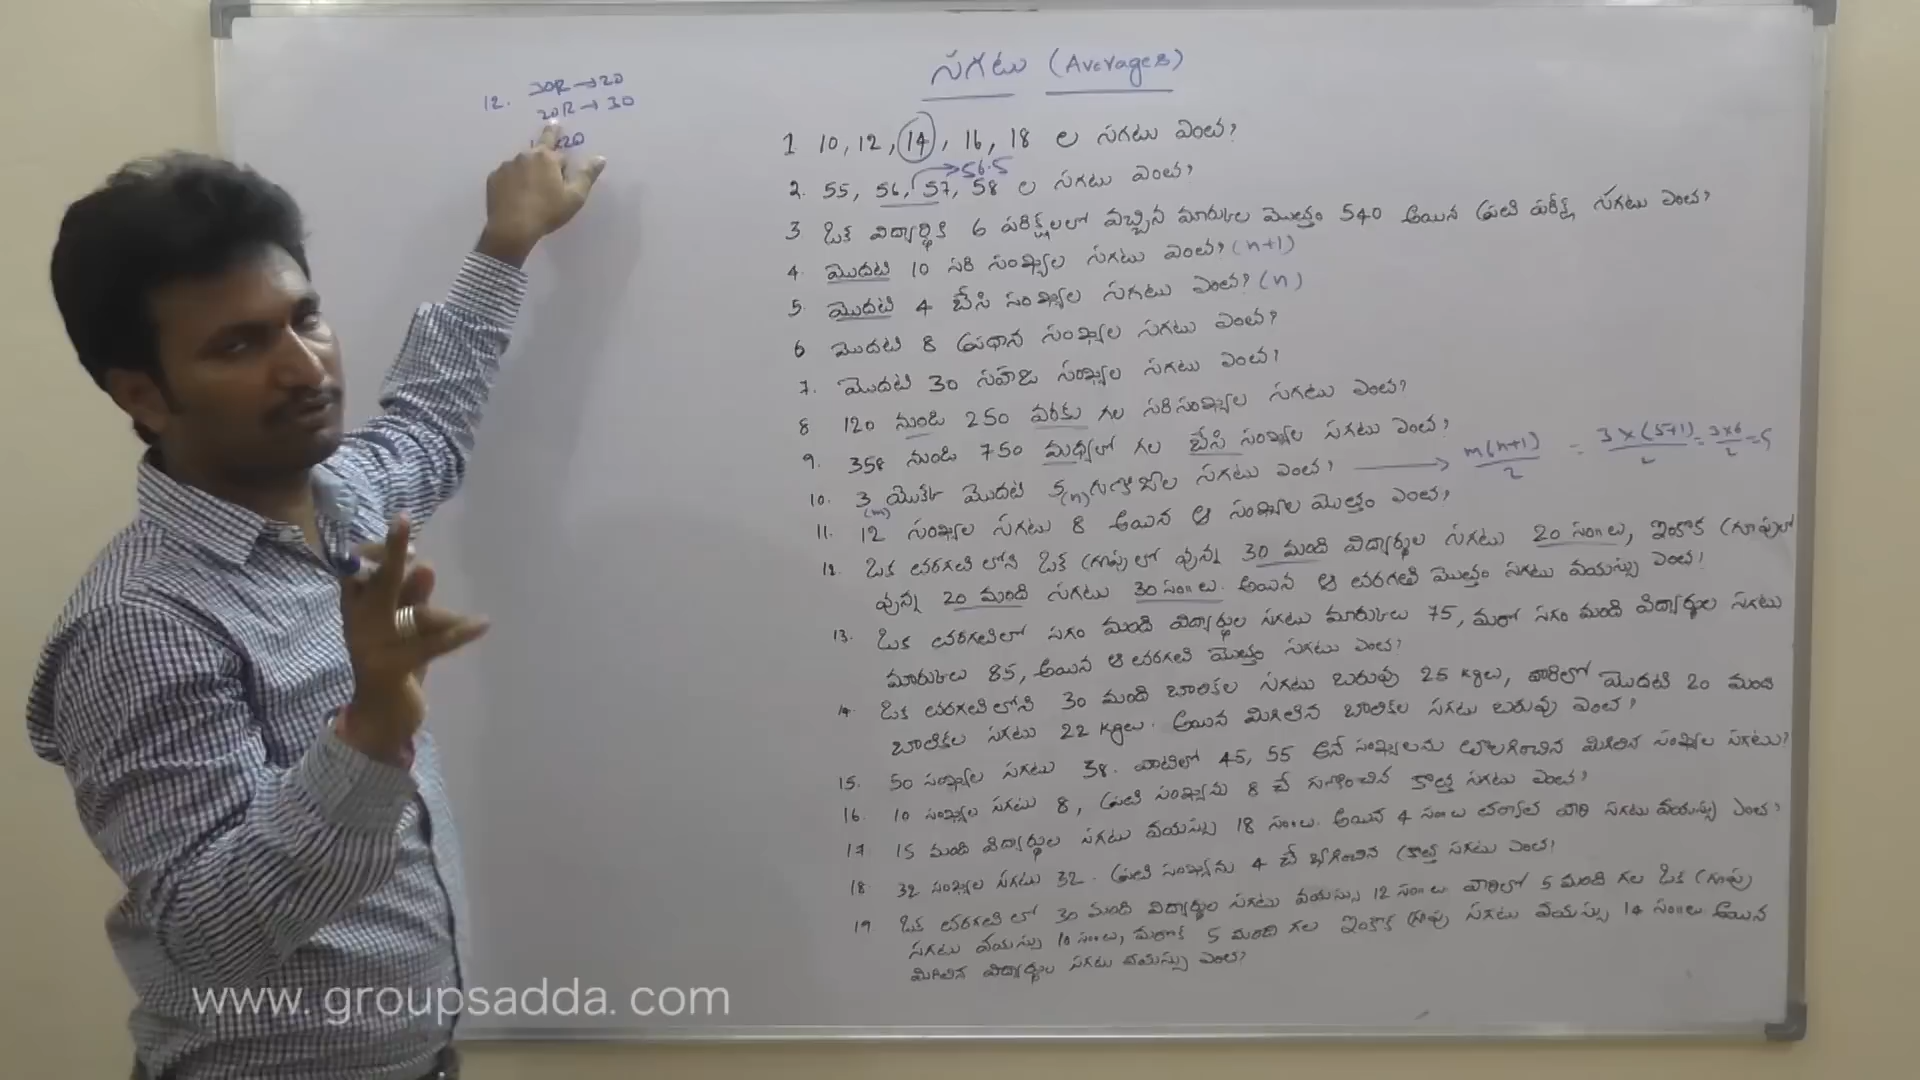 సగటు (Averages)
12. 30R → 20
20R → 30
1 10, 12, 14, 16, 18 ల సగటు ఎంత?
→ 56.5
2. 55, 56, 57, 58 ల సగటు ఎంత?
3 ఒక విద్యార్థికి 6 పరీక్షలలో వచ్చిన మార్కుల మొత్తం 540 అయిన ప్రతి పరీక్ష సగటు ఎంత?
4. మొదటి 10 సరి సంఖ్యల సగటు ఎంత? (n+1)
5. మొదటి 4 బేసి సంఖ్యల సగటు ఎంత? (n)
6 మొదటి 8 ప్రధాన సంఖ్యల సగటు ఎంత?
7. మొదటి 30 సహజ సంఖ్యల సగటు ఎంత?
8 120 నుండి 250 వరకు గల సరిసంఖ్యల సగటు ఎంత?
9. 358 నుండి 750 మధ్యలో గల బేసి సంఖ్యల సగటు ఎంత?
10. 3 (m) యొక్క మొదటి 5 (n) గుణిజాల సగటు ఎంత? → m(n+1)/2 = 3×(5+1)/2 = 3×6/2 = 9
11. 12 సంఖ్యల సగటు 8 అయిన ఆ సంఖ్యల మొత్తం ఎంత?
12. ఒక తరగతి లోని ఒక గ్రూపులో వున్న 30 మంది విద్యార్థుల సగటు 20 సం॥లు, ఇంకొక గ్రూపులో
వున్న 20 మంది సగటు 30 సం॥లు. అయిన ఆ తరగతి మొత్తం సగటు వయస్సు ఎంత?
13. ఒక తరగతిలో సగం మంది విద్యార్థుల సగటు మార్కులు 75, మరో సగం మంది విద్యార్థుల సగటు
మార్కులు 85, అయిన ఆ తరగతి మొత్తం సగటు ఎంత?
14. ఒక తరగతిలోని 30 మంది బాలికల సగటు బరువు 25 kgలు, వారిలో మొదటి 20 మంది
బాలికల సగటు 22 kgలు. అయిన మిగిలిన బాలికల సగటు బరువు ఎంత?
15. 50 సంఖ్యల సగటు 38. వాటిలో 45, 55 అనే సంఖ్యలను తొలగించిన మిగిలిన సంఖ్యల సగటు?
16. 10 సంఖ్యల సగటు 8, ప్రతి సంఖ్యను 8 చే గుణించిన కొత్త సగటు ఎంత?
17 15 మంది విద్యార్థుల సగటు వయస్సు 18 సం॥లు. అయిన 4 సం॥లు తర్వాత వారి సగటు వయస్సు ఎంత?
18 32 సంఖ్యల సగటు 32. ప్రతి సంఖ్యను 4 చే భాగించిన క్రొత్త సగటు ఎంత?
19 ఒక తరగతి లో 30 మంది విద్యార్థుల సగటు వయస్సు 12 సం॥లు. వారిలో 5 మంది గల ఒక గ్రూపు
సగటు వయస్సు 10 సం॥లు, మరొక 5 మంది గల ఇంకొక గ్రూపు సగటు వయస్సు 14 సం॥లు అయిన
మిగిలిన విద్యార్థుల సగటు వయస్సు ఎంత?
www.groupsadda.com